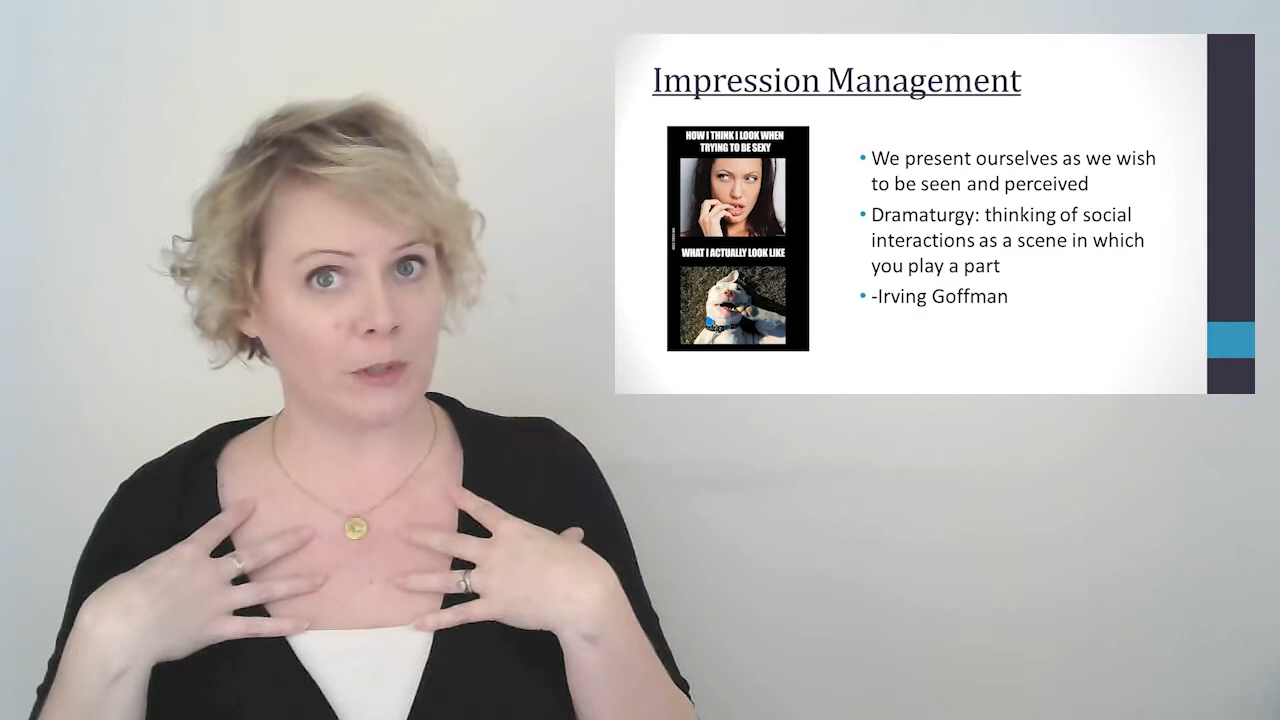 Impression Management
HOW I THINK I LOOK WHEN
TRYING TO BE SEXY
WHAT I ACTUALLY LOOK LIKE
• We present ourselves as we wish
to be seen and perceived
• Dramaturgy: thinking of social
interactions as a scene in which
you play a part
• -Irving Goffman